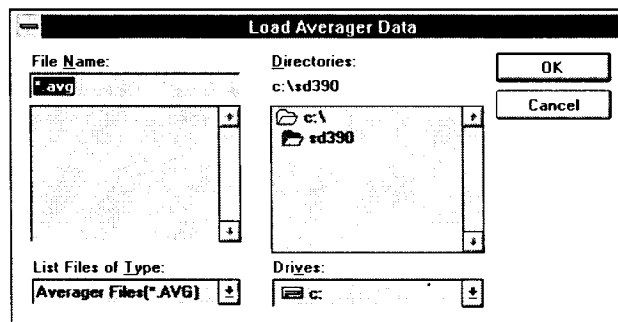 Load Averager Data
File Name:
*.avg
List Files of Type:
Averager Files(*.AVG)
Directories:
c:\sd390
c:\
sd390
Drives:
c:
OK
Cancel